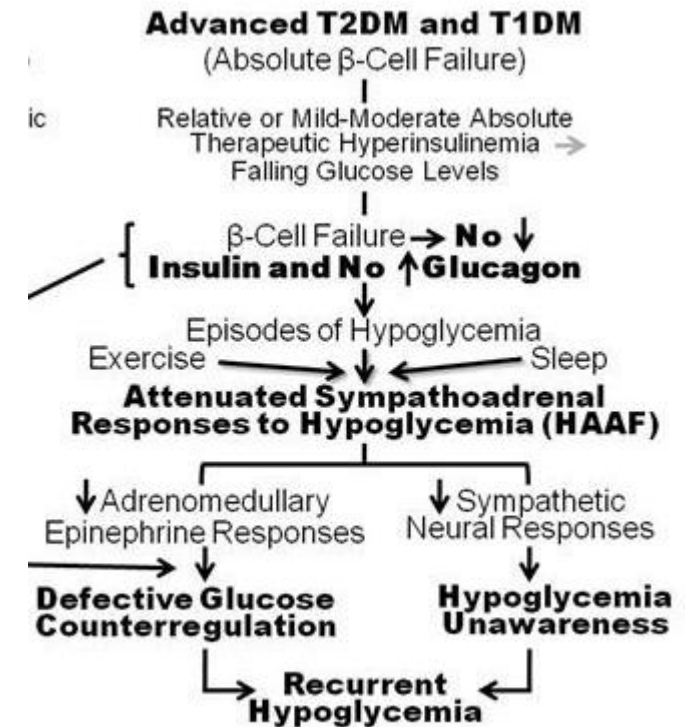 Advanced T2DM and T1DM
(Absolute β-Cell Failure)
ic
Relative or Mild-Moderate Absolute
Therapeutic Hyperinsulinemia →
Falling Glucose Levels
β-Cell Failure → No ↓
Insulin and No ↑ Glucagon
Episodes of Hypoglycemia
Exercise
Sleep
Attenuated Sympathoadrenal
Responses to Hypoglycemia (HAAF)
↓ Adrenomedullary
Epinephrine Responses
↓ Sympathetic
Neural Responses
Defective Glucose
Counterregulation
Hypoglycemia
Unawareness
Recurrent
Hypoglycemia